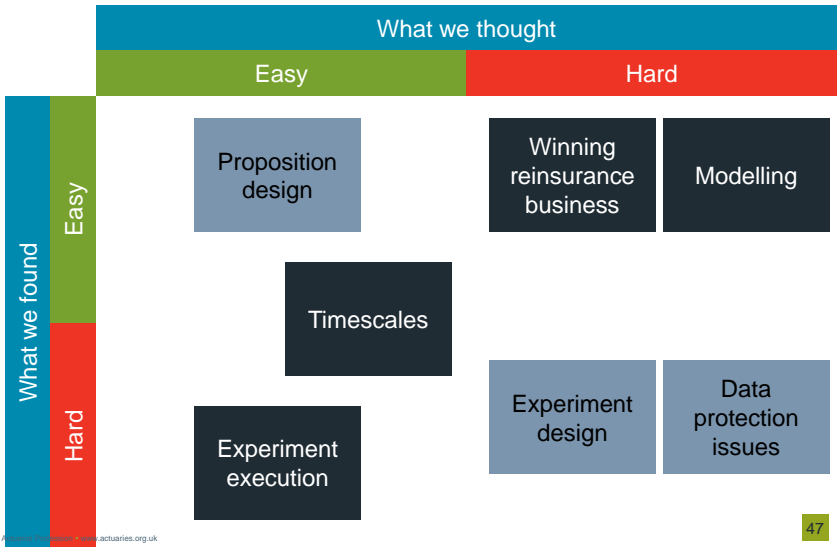 What we thought
Easy
Hard
What we found
Easy
Hard
Proposition
design
Winning
reinsurance
business
Modelling
Timescales
Experiment
design
Data
protection
issues
Experiment
execution
www.actuaries.org.uk
47